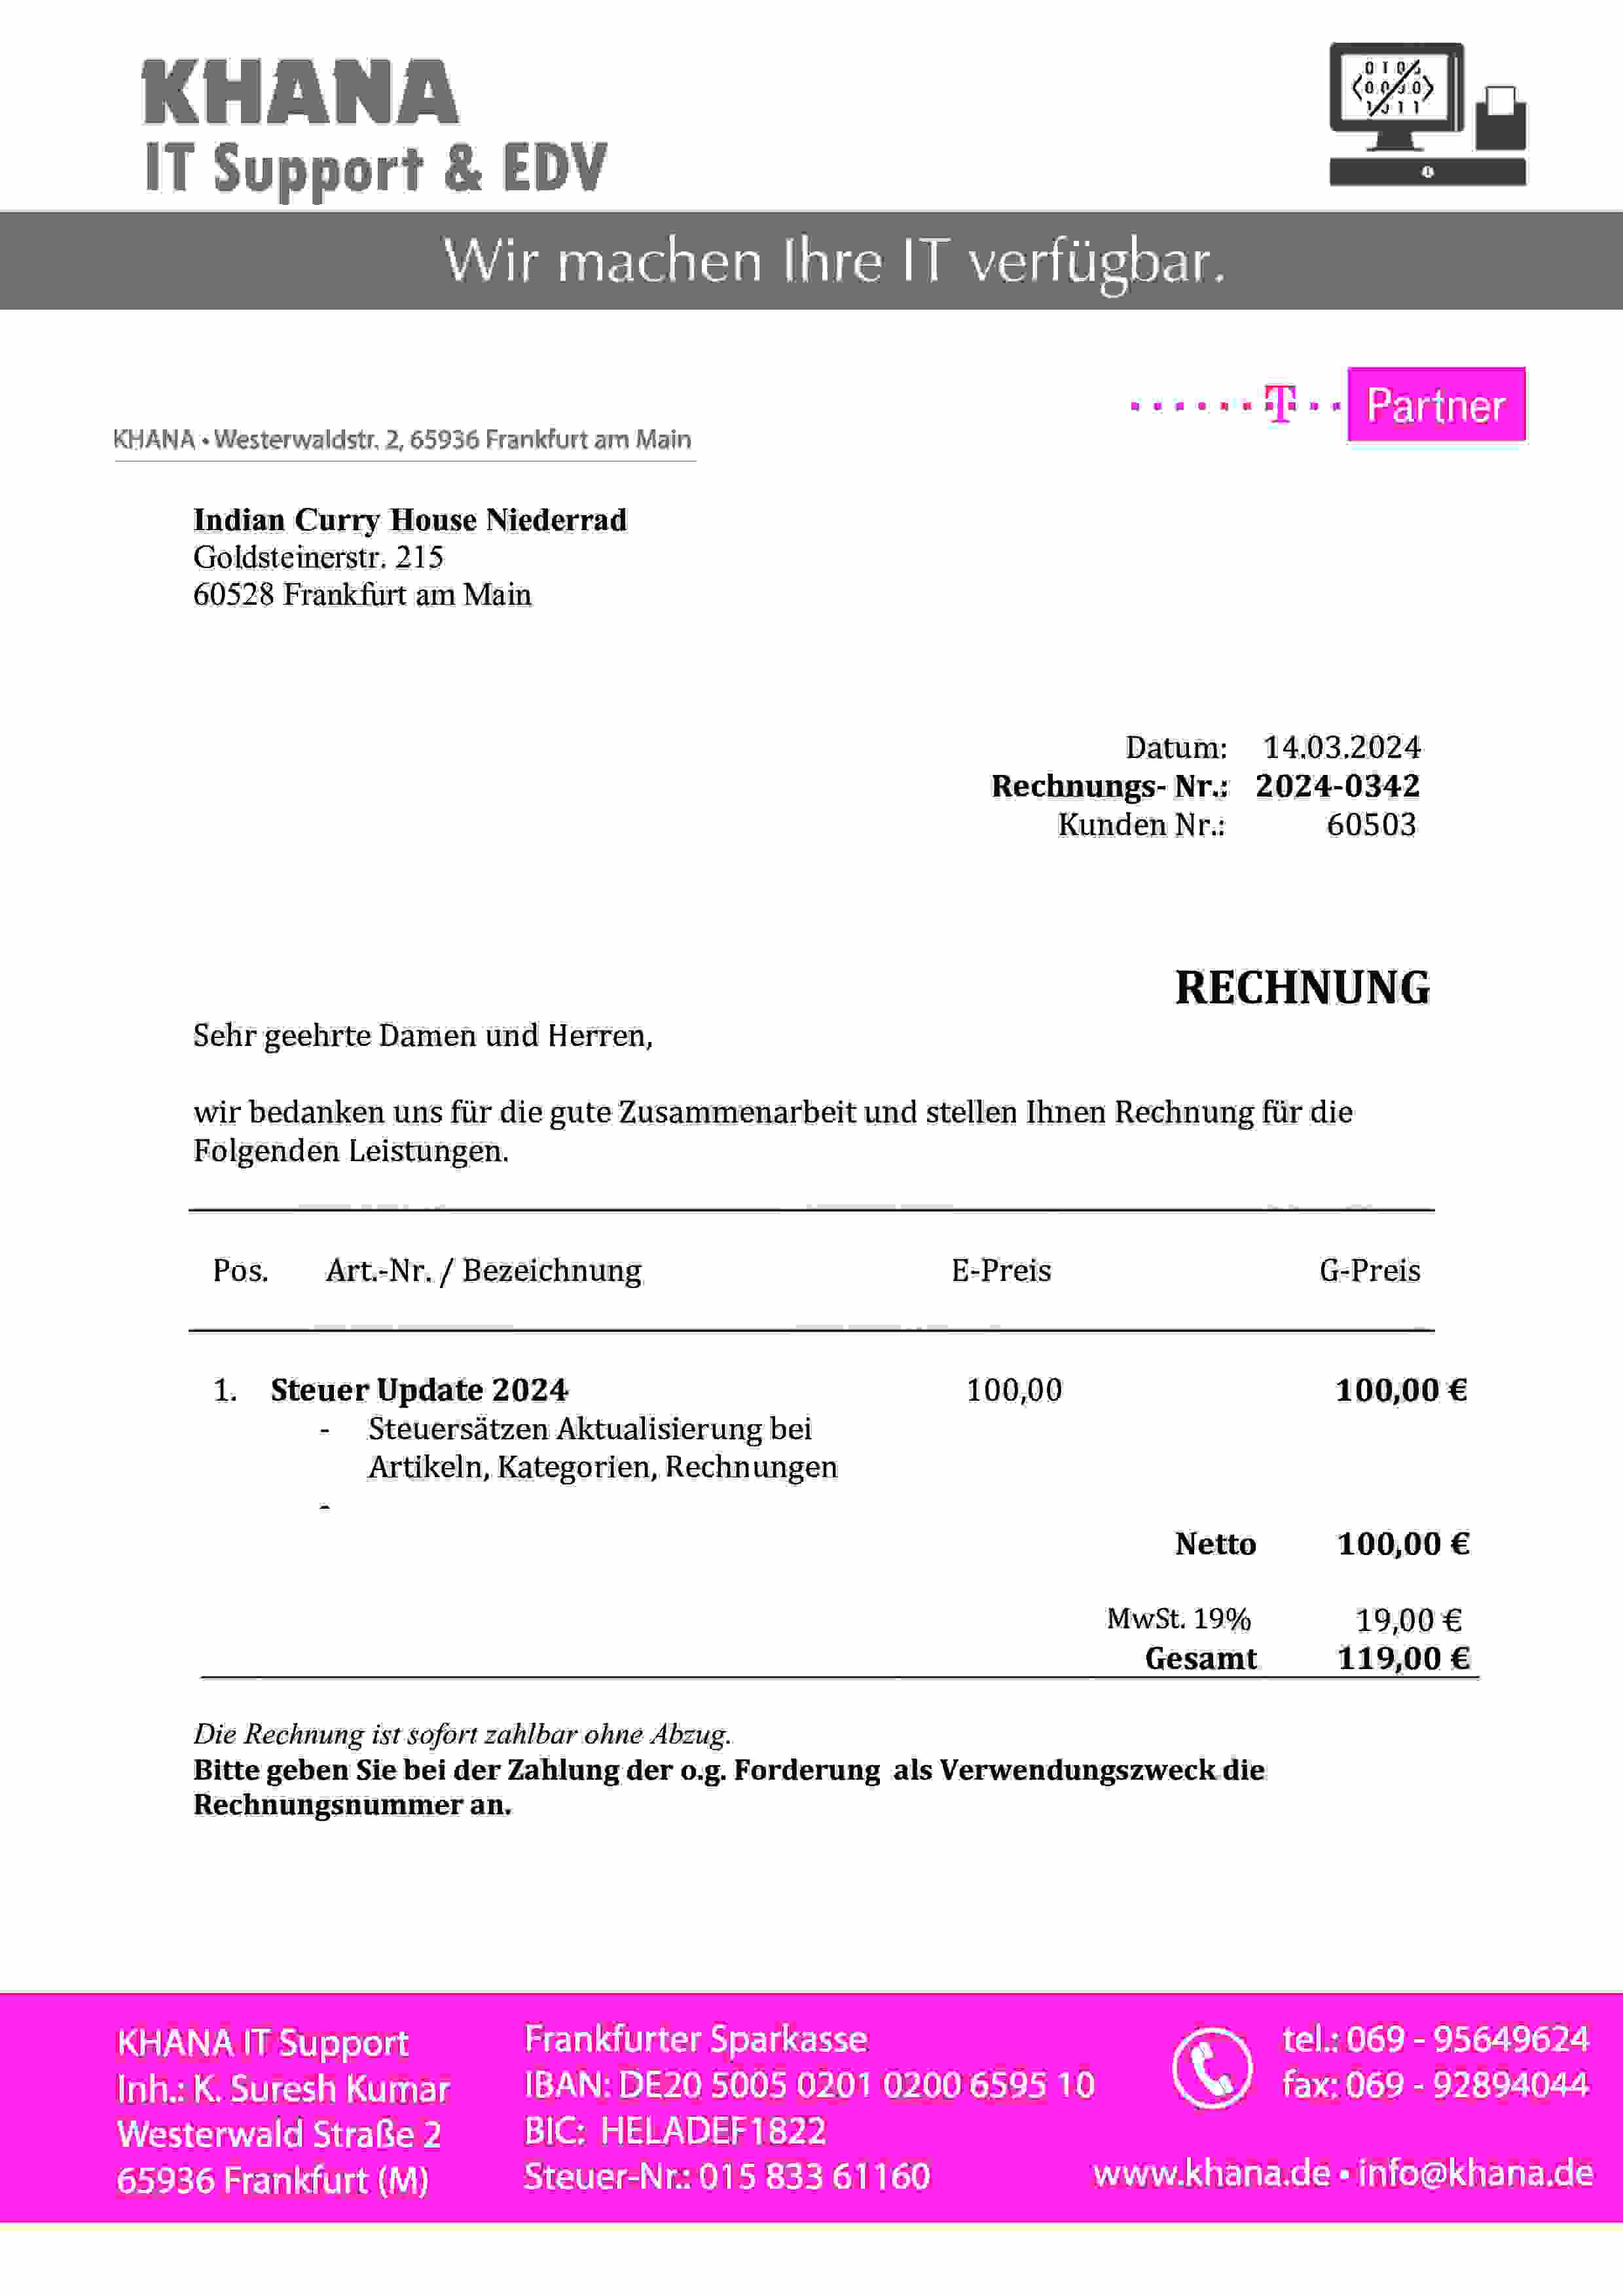 KHANA
IT Support & EDV
Wir machen Ihre IT verfügbar.
T Partner
KHANA • Westerwaldstr. 2, 65936 Frankfurt am Main
Indian Curry House Niederrad
Goldsteinerstr. 215
60528 Frankfurt am Main
Datum: 14.03.2024
Rechnungs- Nr.: 2024-0342
Kunden Nr.: 60503
RECHNUNG
Sehr geehrte Damen und Herren,
wir bedanken uns für die gute Zusammenarbeit und stellen Ihnen Rechnung für die
Folgenden Leistungen.
Pos. Art.-Nr. / Bezeichnung E-Preis G-Preis
1. Steuer Update 2024 100,00 100,00 €
- Steuersätzen Aktualisierung bei
Artikeln, Kategorien, Rechnungen
-
Netto 100,00 €
MwSt. 19% 19,00 €
Gesamt 119,00 €
Die Rechnung ist sofort zahlbar ohne Abzug.
Bitte geben Sie bei der Zahlung der o.g. Forderung als Verwendungszweck die
Rechnungsnummer an.
KHANA IT Support
Inh.: K. Suresh Kumar
Westerwald Straße 2
65936 Frankfurt (M)
Frankfurter Sparkasse
IBAN: DE20 5005 0201 0200 6595 10
BIC: HELADEF1822
Steuer-Nr.: 015 833 61160
tel.: 069 - 95649624
fax: 069 - 92894044
www.khana.de • info@khana.de